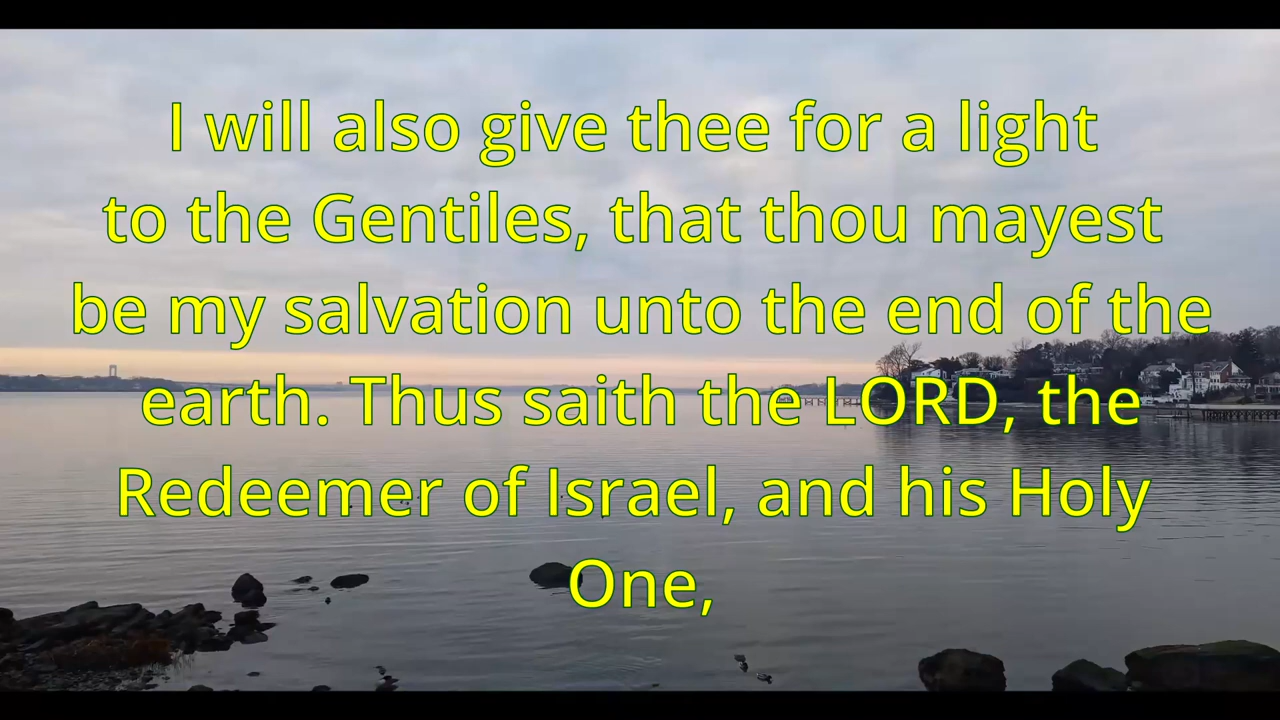 I will also give thee for a light
to the Gentiles, that thou mayest
be my salvation unto the end of the
earth. Thus saith the LORD, the
Redeemer of Israel, and his Holy
One,